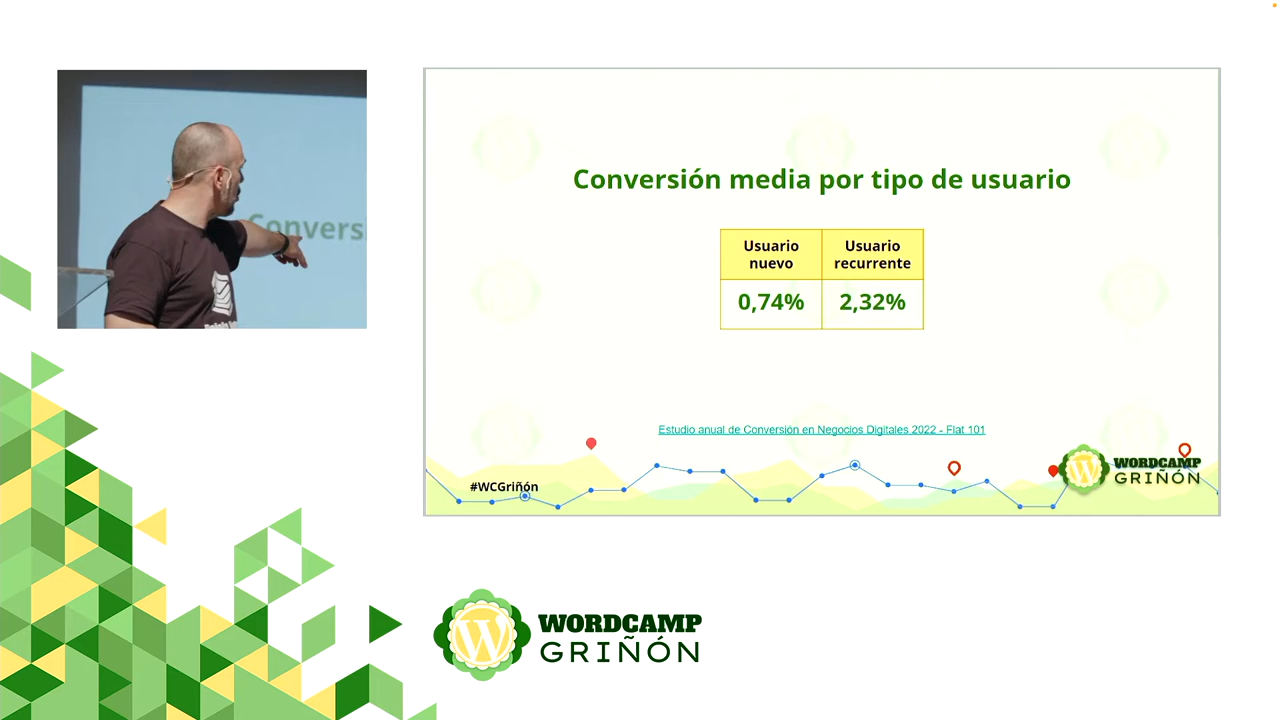 Convers
Conversión media por tipo de usuario
Usuario
nuevo
Usuario
recurrente
0,74%
2,32%
Estudio anual de Conversión en Negocios Digitales 2022 - Flat 101
#WCGriñón
WORDCAMP
GRIÑÓN
WORDCAMP
GRIÑÓN